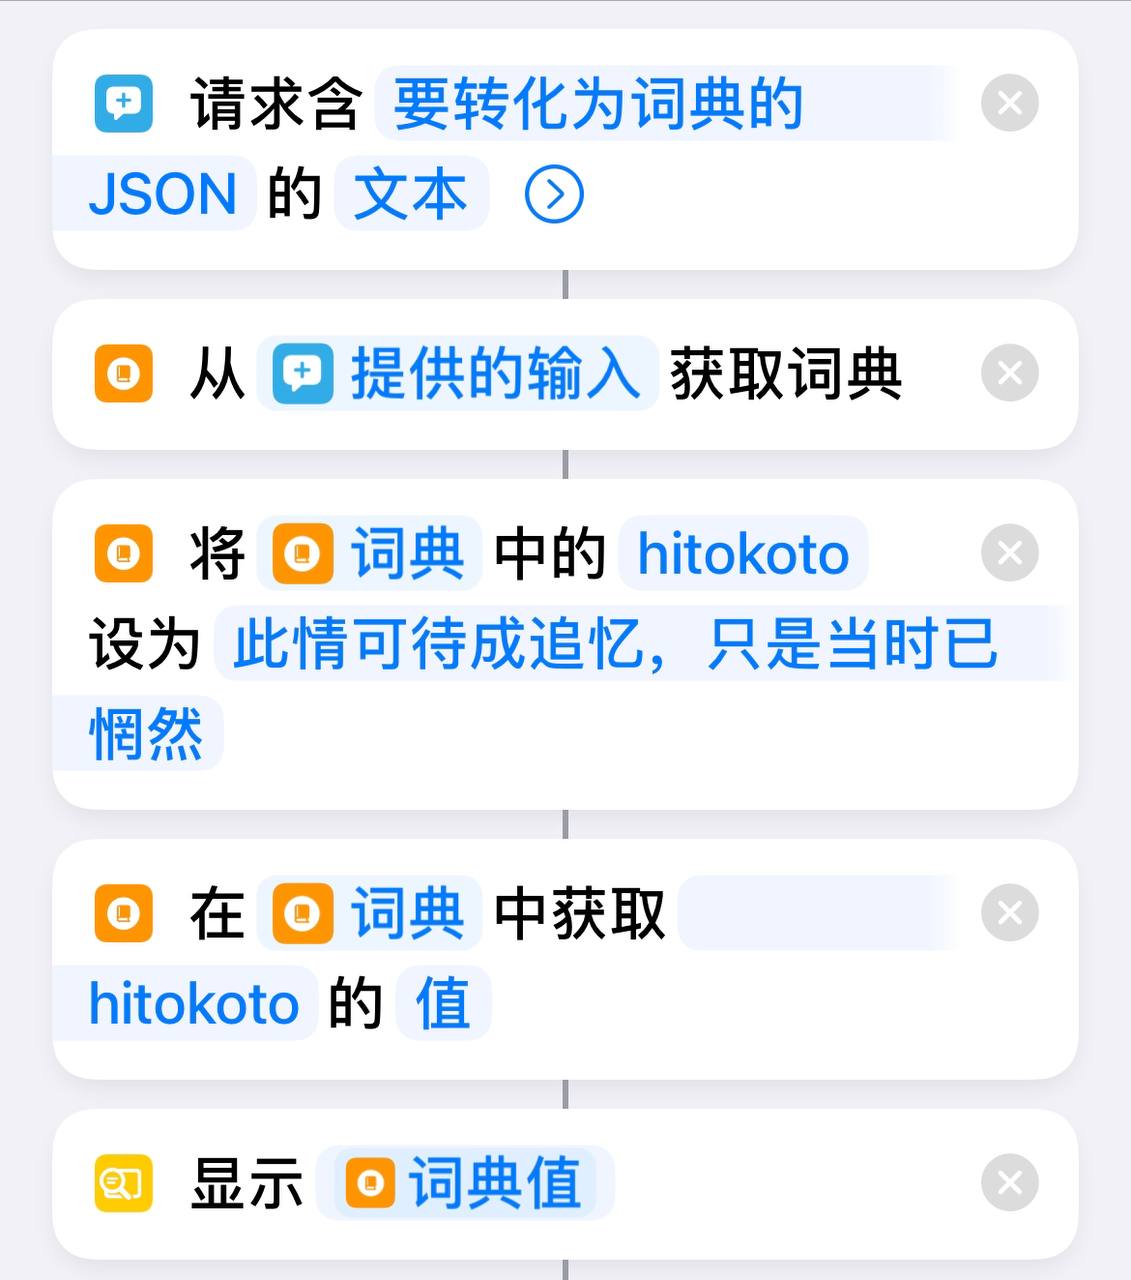 请求含 要转化为词典的
JSON 的 文本
从 提供的输入 获取词典
将 词典 中的 hitokoto
设为 此情可待成追忆，只是当时已
惘然
在 词典 中获取
hitokoto 的 值
显示 词典值